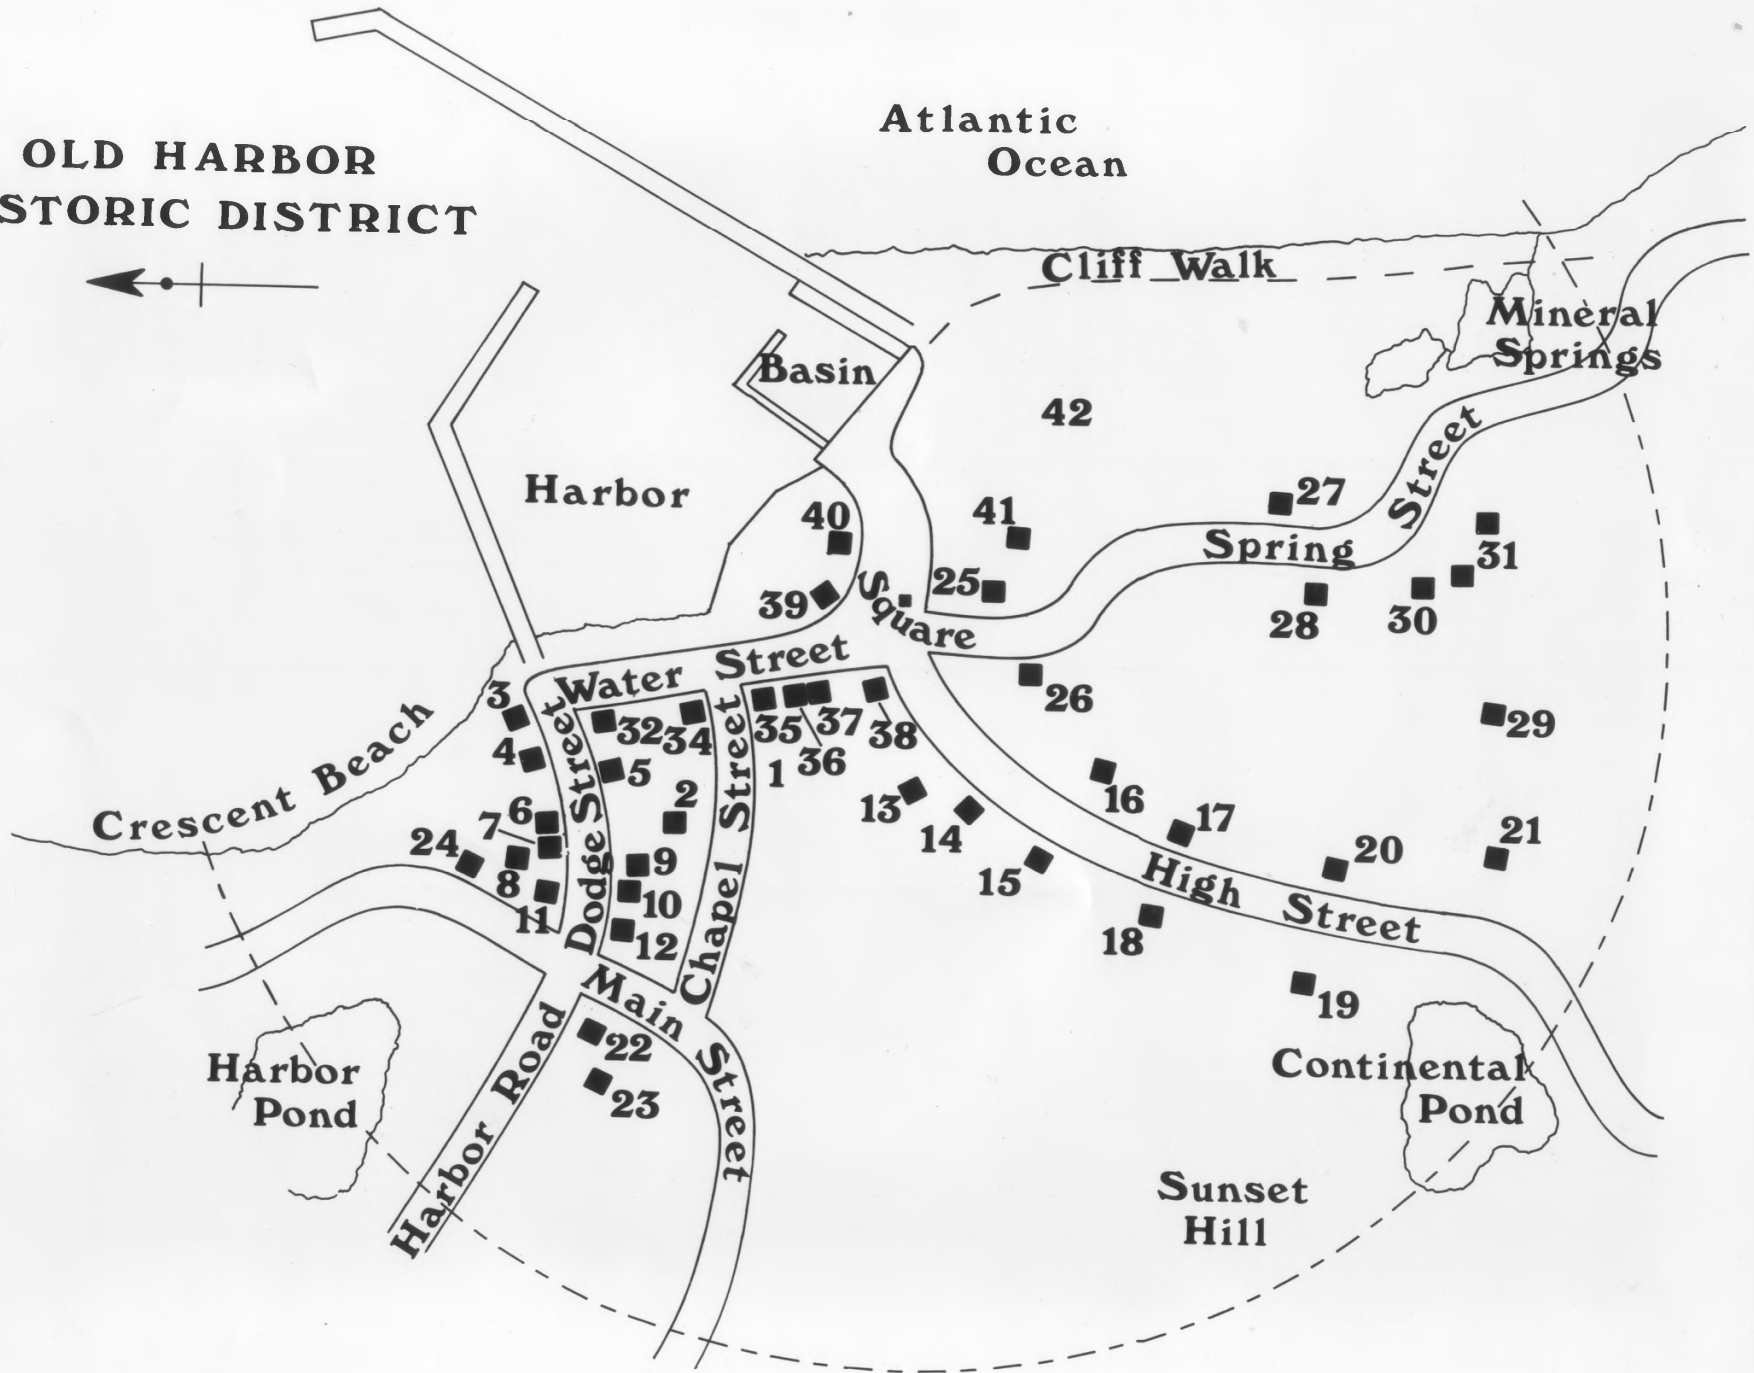 OLD HARBOR
STORIC DISTRICT
Atlantic
Ocean
Cliff Walk
Mineral
Springs
Basin
42
Harbor
27
Street
40
41
31
Spring
25
39
Square
28
30
Water Street
3
26
29
32
34
35
37
38
4
5
1
36
Crescent Beach
Dodge Street
Chapel Street
2
16
6
13
7
17
24
14
21
20
9
8
15
High Street
10
11
12
18
Main Street
19
22
Harbor
Pond
Continental
Pond
23
Harbor Road
Sunset
Hill